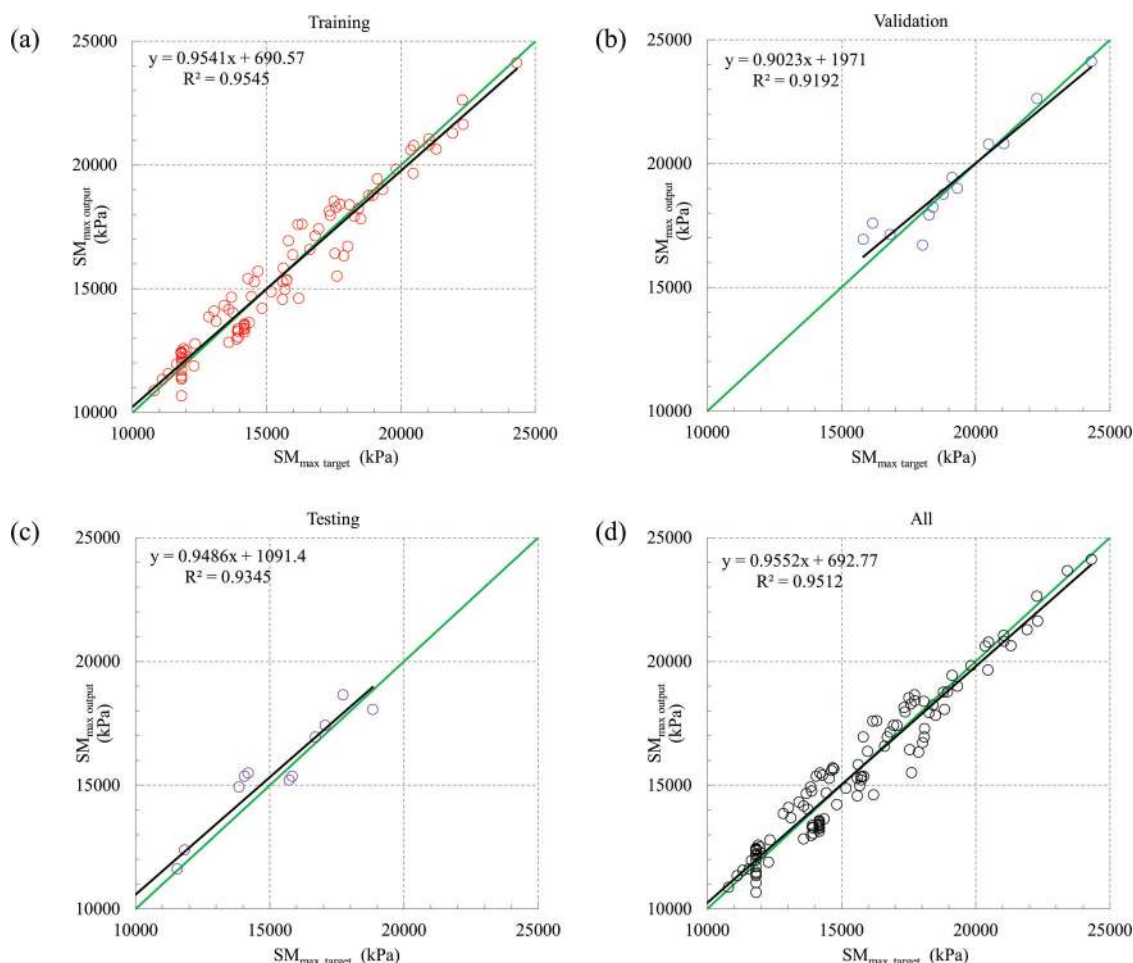 (a)
Training
25000
y = 0.9541x + 690.57
R² = 0.9545
20000
SMmax output
(kPa)
15000
10000
10000 15000 20000 25000
SMmax target (kPa)
(b)
Validation
25000
y = 0.9023x + 1971
R² = 0.9192
20000
SMmax output
(kPa)
15000
10000
10000 15000 20000 25000
SMmax target (kPa)
(c)
Testing
25000
y = 0.9486x + 1091.4
R² = 0.9345
20000
SMmax output
(kPa)
15000
10000
10000 15000 20000 25000
SMmax target (kPa)
(d)
All
25000
y = 0.9552x + 692.77
R² = 0.9512
20000
SMmax output
(kPa)
15000
10000
10000 15000 20000 25000
SMmax target (kPa)